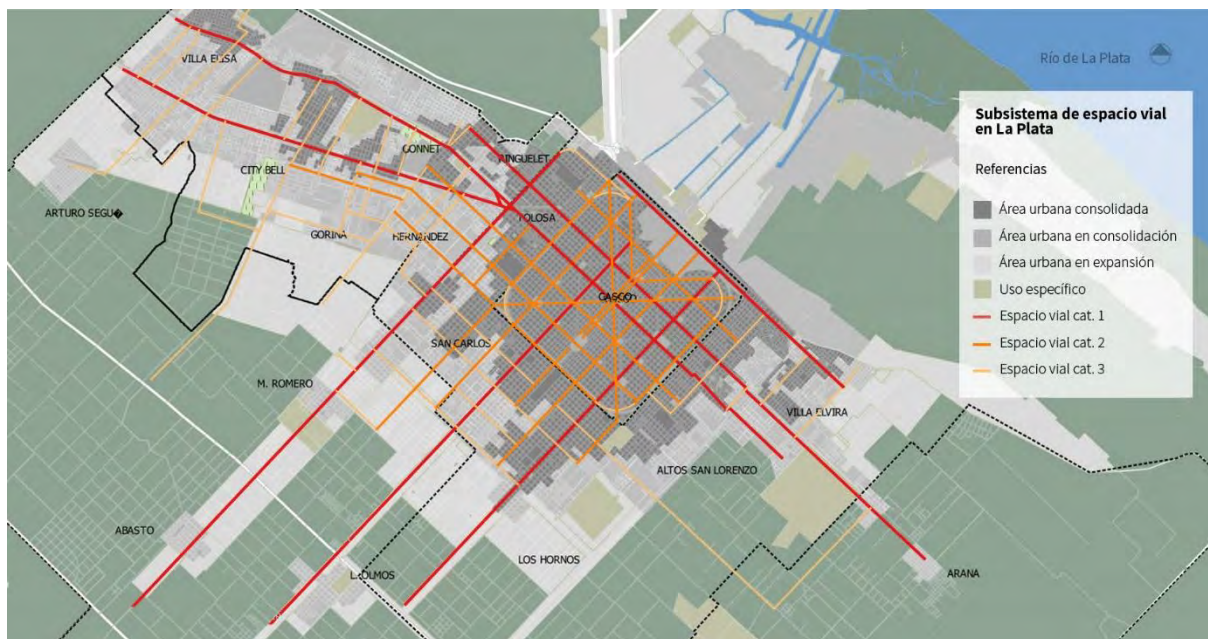 VILLA ELISA
Río de La Plata
Subsistema de espacio vial
en La Plata
Referencias
Área urbana consolidada
Área urbana en consolidación
Área urbana en expansión
Uso específico
Espacio vial cat. 1
Espacio vial cat. 2
Espacio vial cat. 3
GONNET
RINGUELET
CITY BELL
ARTURO SEGU�
TOLOSA
GORINA
HERNANDEZ
CASCO
SAN CARLOS
M. ROMERO
VILLA ELVIRA
ALTOS SAN LORENZO
ABASTO
LOS HORNOS
L. OLMOS
ARANA